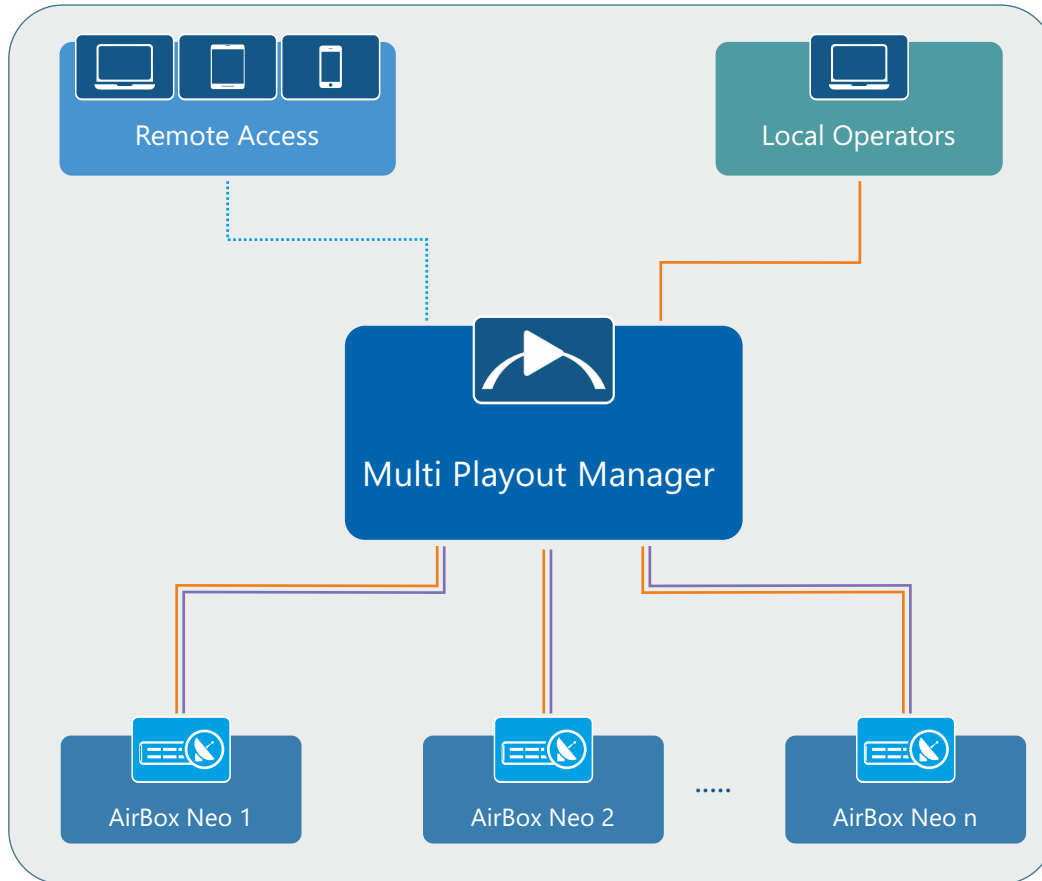 Remote Access
Local Operators
Multi Playout Manager
AirBox Neo 1
AirBox Neo 2
.....
AirBox Neo n